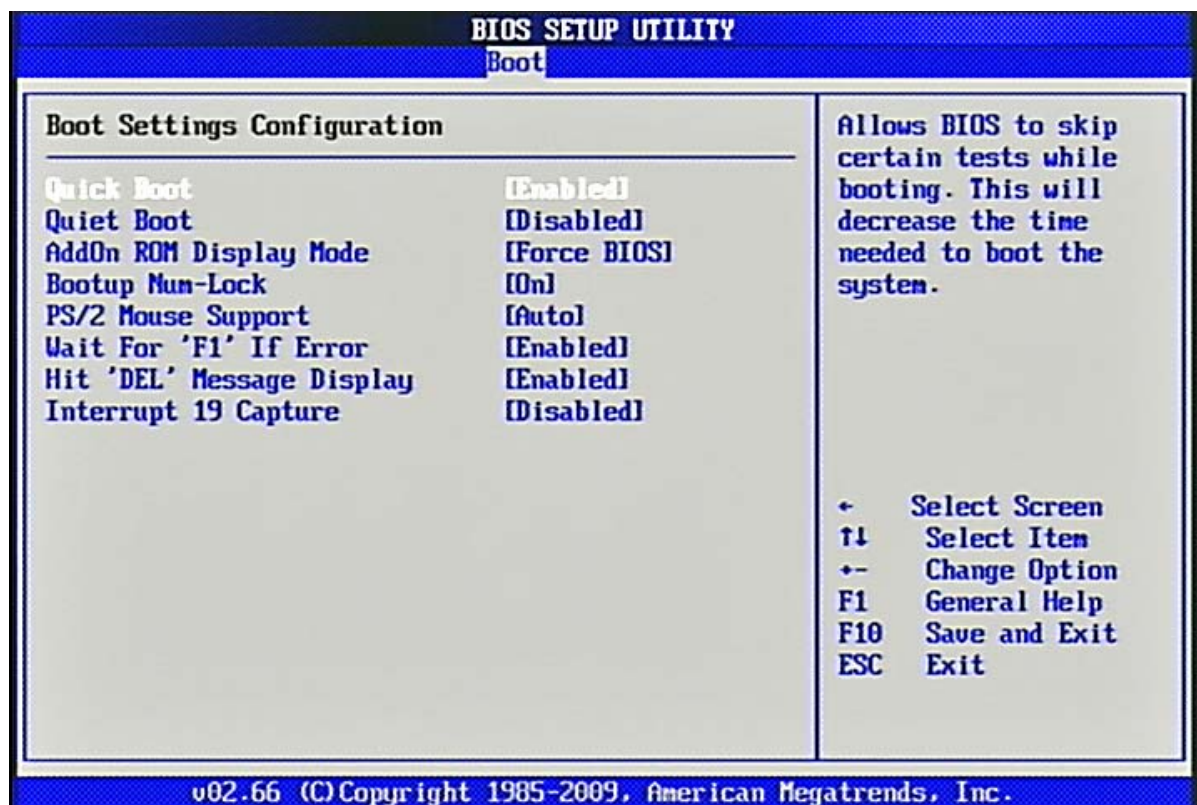 BIOS SETUP UTILITY
Boot
Boot Settings Configuration
Quick Boot [Enabled]
Quiet Boot [Disabled]
AddOn ROM Display Mode [Force BIOS]
Bootup Num-Lock [On]
PS/2 Mouse Support [Auto]
Wait For 'F1' If Error [Enabled]
Hit 'DEL' Message Display [Enabled]
Interrupt 19 Capture [Disabled]
Allows BIOS to skip
certain tests while
booting. This will
decrease the time
needed to boot the
system.
← Select Screen
↑↓ Select Item
+- Change Option
F1 General Help
F10 Save and Exit
ESC Exit
v02.66 (C)Copyright 1985-2009, American Megatrends, Inc.